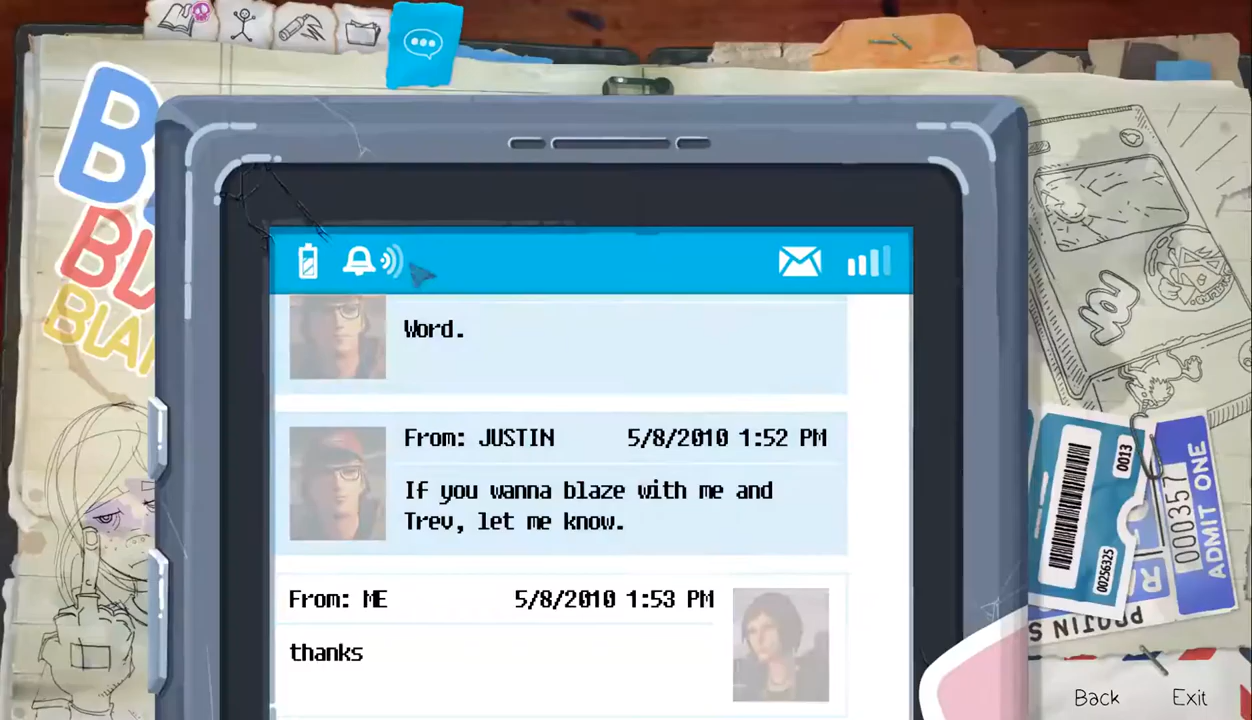 Word.
From: JUSTIN 5/8/2010 1:52 PM
If you wanna blaze with me and
Trev, let me know.
From: ME 5/8/2010 1:53 PM
thanks
0013
00256325
000357
ADMIT ONE
Back
Exit